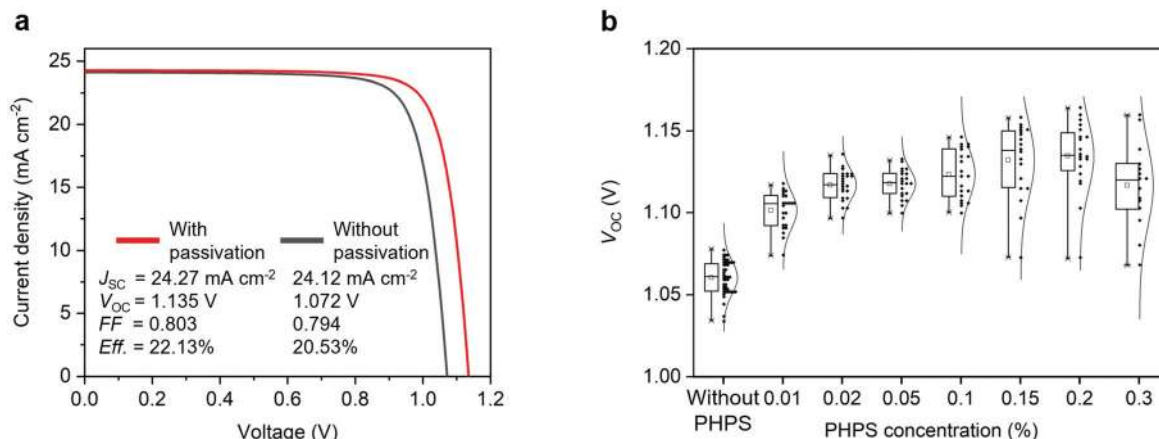 a
25
20
15
10
5
0
Current density (mA cm-2)
With passivation
Without passivation
JSC = 24.27 mA cm-2 24.12 mA cm-2
VOC = 1.135 V 1.072 V
FF = 0.803 0.794
Eff. = 22.13% 20.53%
0.0 0.2 0.4 0.6 0.8 1.0 1.2
Voltage (V)
b
1.20
1.15
1.10
1.05
1.00
VOC (V)
Without
PHPS
0.01 0.02 0.05 0.1 0.15 0.2 0.3
PHPS concentration (%)